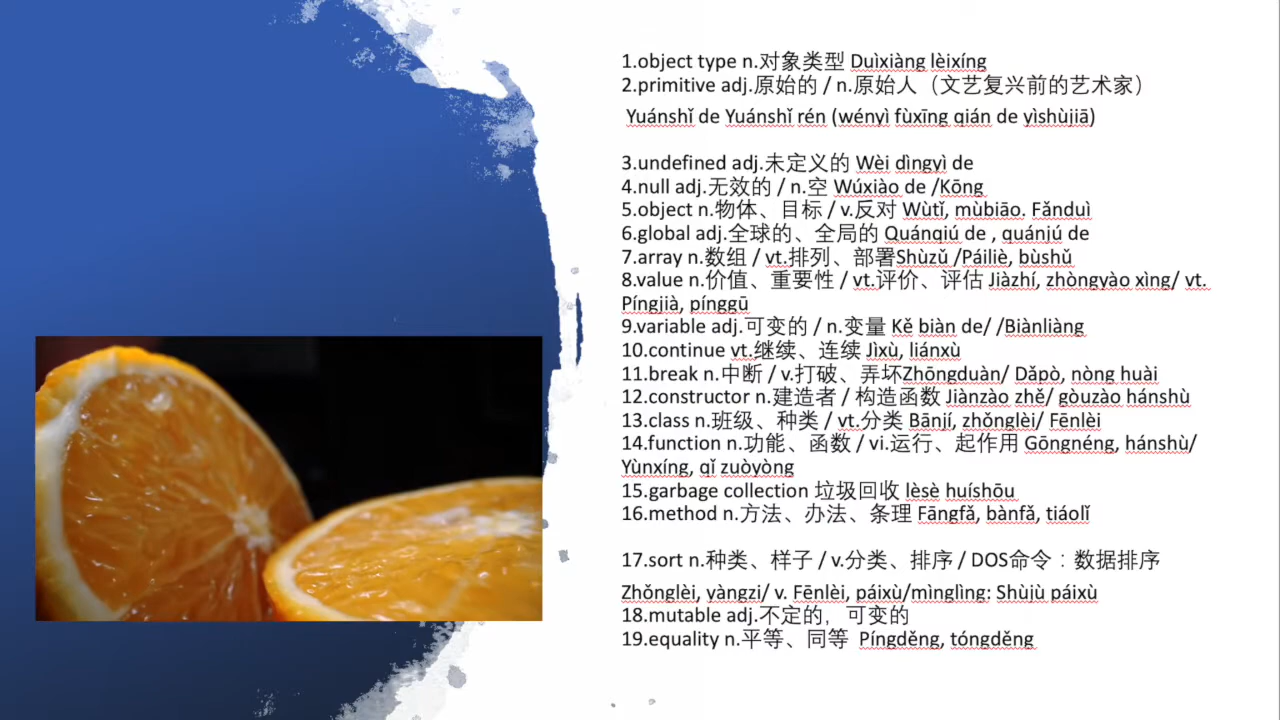 1.object type n.对象类型 Duìxiàng lèixíng
2.primitive adj.原始的 / n.原始人（文艺复兴前的艺术家）
Yuánshǐ de Yuánshǐ rén (wényì fùxīng qián de yìshùjiā)
3.undefined adj.未定义的 Wèi dìngyì de
4.null adj.无效的 / n.空 Wúxiào de /Kōng
5.object n.物体、目标 / v.反对 Wùtǐ, mùbiāo. Fǎnduì
6.global adj.全球的、全局的 Quánqiú de , quánjú de
7.array n.数组 / vt.排列、部署Shùzǔ /Páiliè, bùshǔ
8.value n.价值、重要性 / vt.评价、评估 Jiàzhí, zhòngyào xìng/ vt.
Píngjià, pínggū
9.variable adj.可变的 / n.变量 Kě biàn de/ /Biànliàng
10.continue vt.继续、连续 Jìxù, liánxù
11.break n.中断 / v.打破、弄坏Zhōngduàn/ Dǎpò, nòng huài
12.constructor n.建造者 / 构造函数 Jiànzào zhě/ gòuzào hánshù
13.class n.班级、种类 / vt.分类 Bānjí, zhǒnglèi/ Fēnlèi
14.function n.功能、函数 / vi.运行、起作用 Gōngnéng, hánshù/
Yùnxíng, qǐ zuòyòng
15.garbage collection 垃圾回收 lèsè huíshōu
16.method n.方法、办法、条理 Fāngfǎ, bànfǎ, tiáolǐ
17.sort n.种类、样子 / v.分类、排序 / DOS命令：数据排序
Zhǒnglèi, yàngzi/ v. Fēnlèi, páixù/mìnglìng: Shùjù páixù
18.mutable adj.不定的，可变的
19.equality n.平等、同等 Píngděng, tóngděng